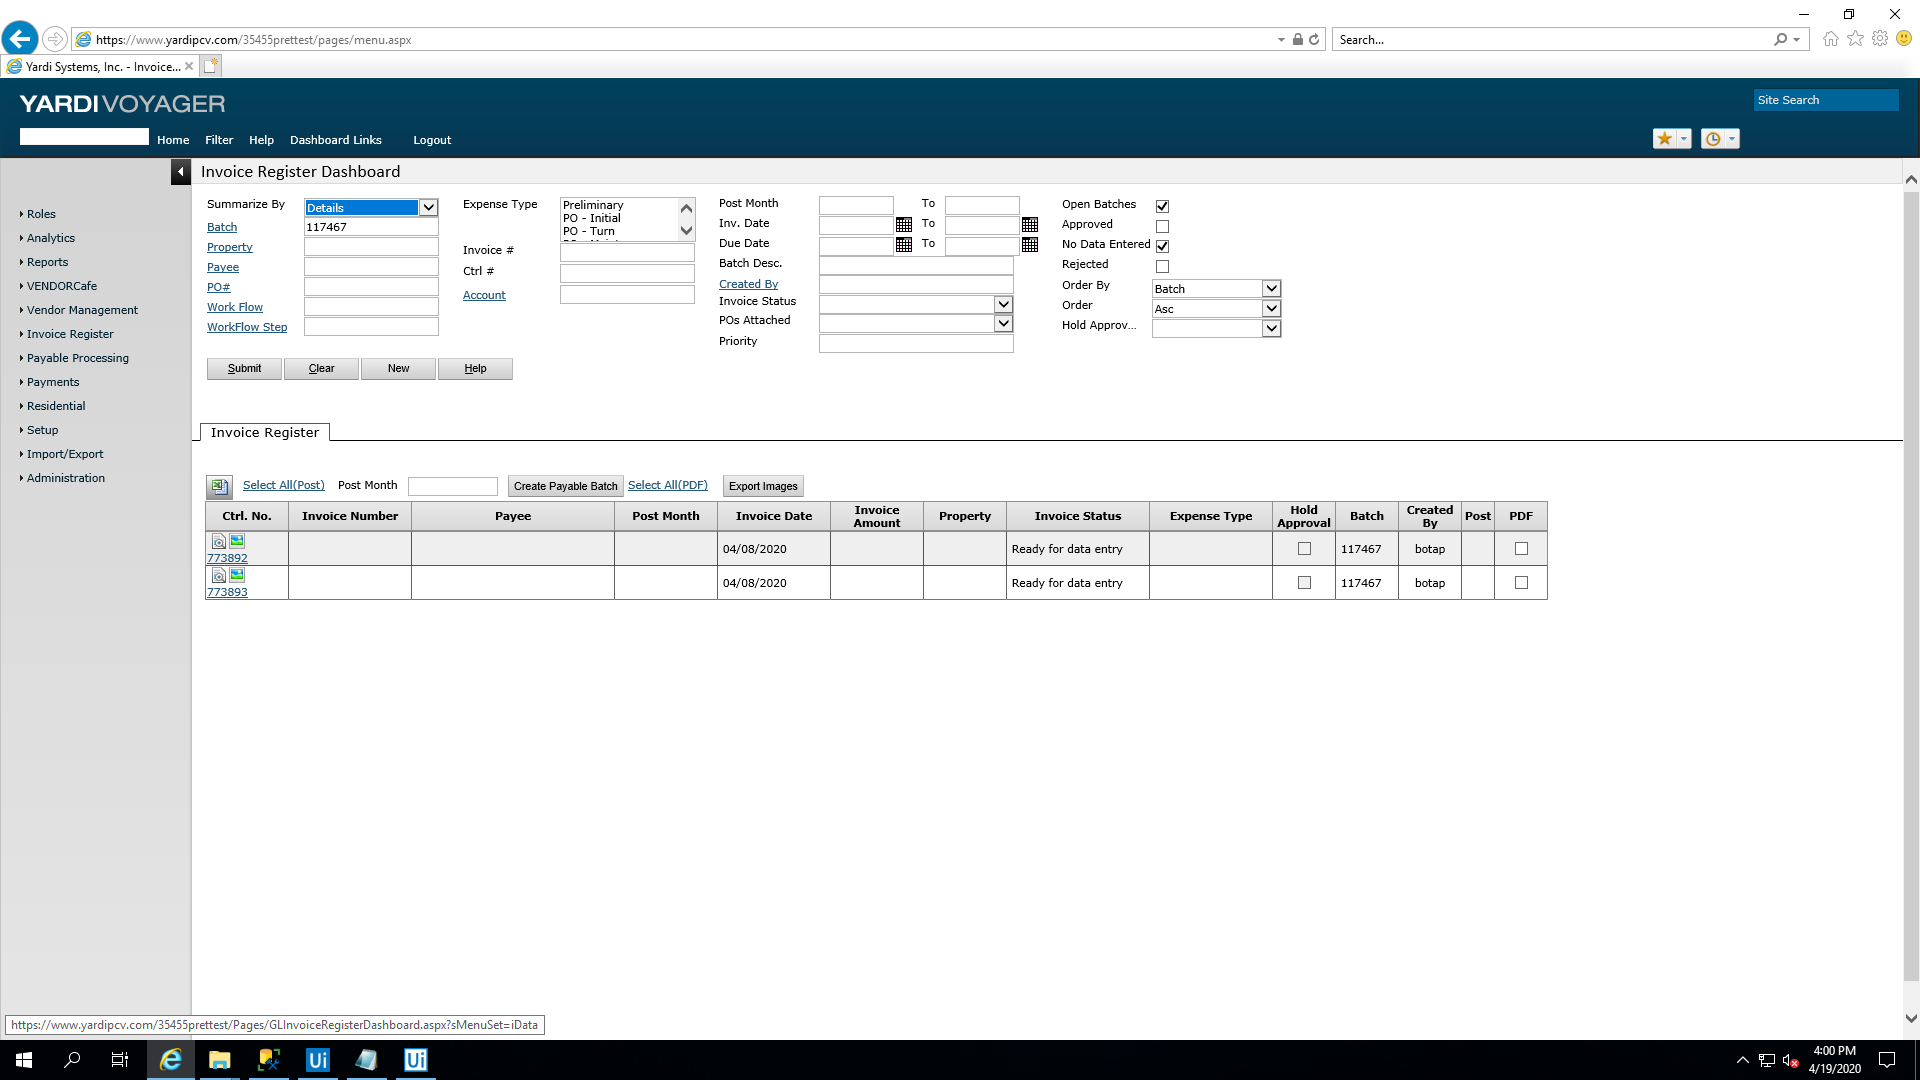 https://www.yardipcv.com/35455prettest/pages/menu.aspx
Search...
Yardi Systems, Inc. - Invoice...
YARDI VOYAGER
Site Search
Home Filter Help Dashboard Links Logout
Invoice Register Dashboard
Roles
Analytics
Reports
VENDORCafe
Vendor Management
Invoice Register
Payable Processing
Payments
Residential
Setup
Import/Export
Administration
Summarize By Details
Batch 117467
Property
Payee
PO#
Work Flow
WorkFlow Step
Expense Type
Preliminary
PO - Initial
PO - Turn
Invoice #
Ctrl #
Account
Post Month To
Inv. Date To
Due Date To
Batch Desc.
Created By
Invoice Status
POs Attached
Priority
Open Batches
Approved
No Data Entered
Rejected
Order By Batch
Order Asc
Hold Approv...
Submit Clear New Help
Invoice Register
Select All(Post) Post Month Create Payable Batch Select All(PDF) Export Images
Ctrl. No. Invoice Number Payee Post Month Invoice Date Invoice Amount Property Invoice Status Expense Type Hold Approval Batch Created By Post PDF
773892 04/08/2020 Ready for data entry 117467 botap
773893 04/08/2020 Ready for data entry 117467 botap
https://www.yardipcv.com/35455prettest/Pages/GLInvoiceRegisterDashboard.aspx?sMenuSet=iData
Ui
Ui
4:00 PM
4/19/2020